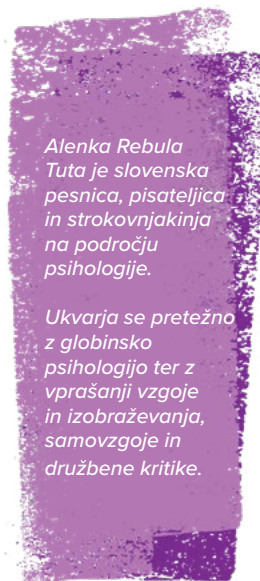 Alenka Rebula
Tuta je slovenska
pesnica, pisateljica
in strokovnjakinja
na področju
psihologije.
Ukvarja se pretežno
z globinsko
psihologijo ter z
vprašanji vzgoje
in izobraževanja,
samovzgoje in
družbene kritike.